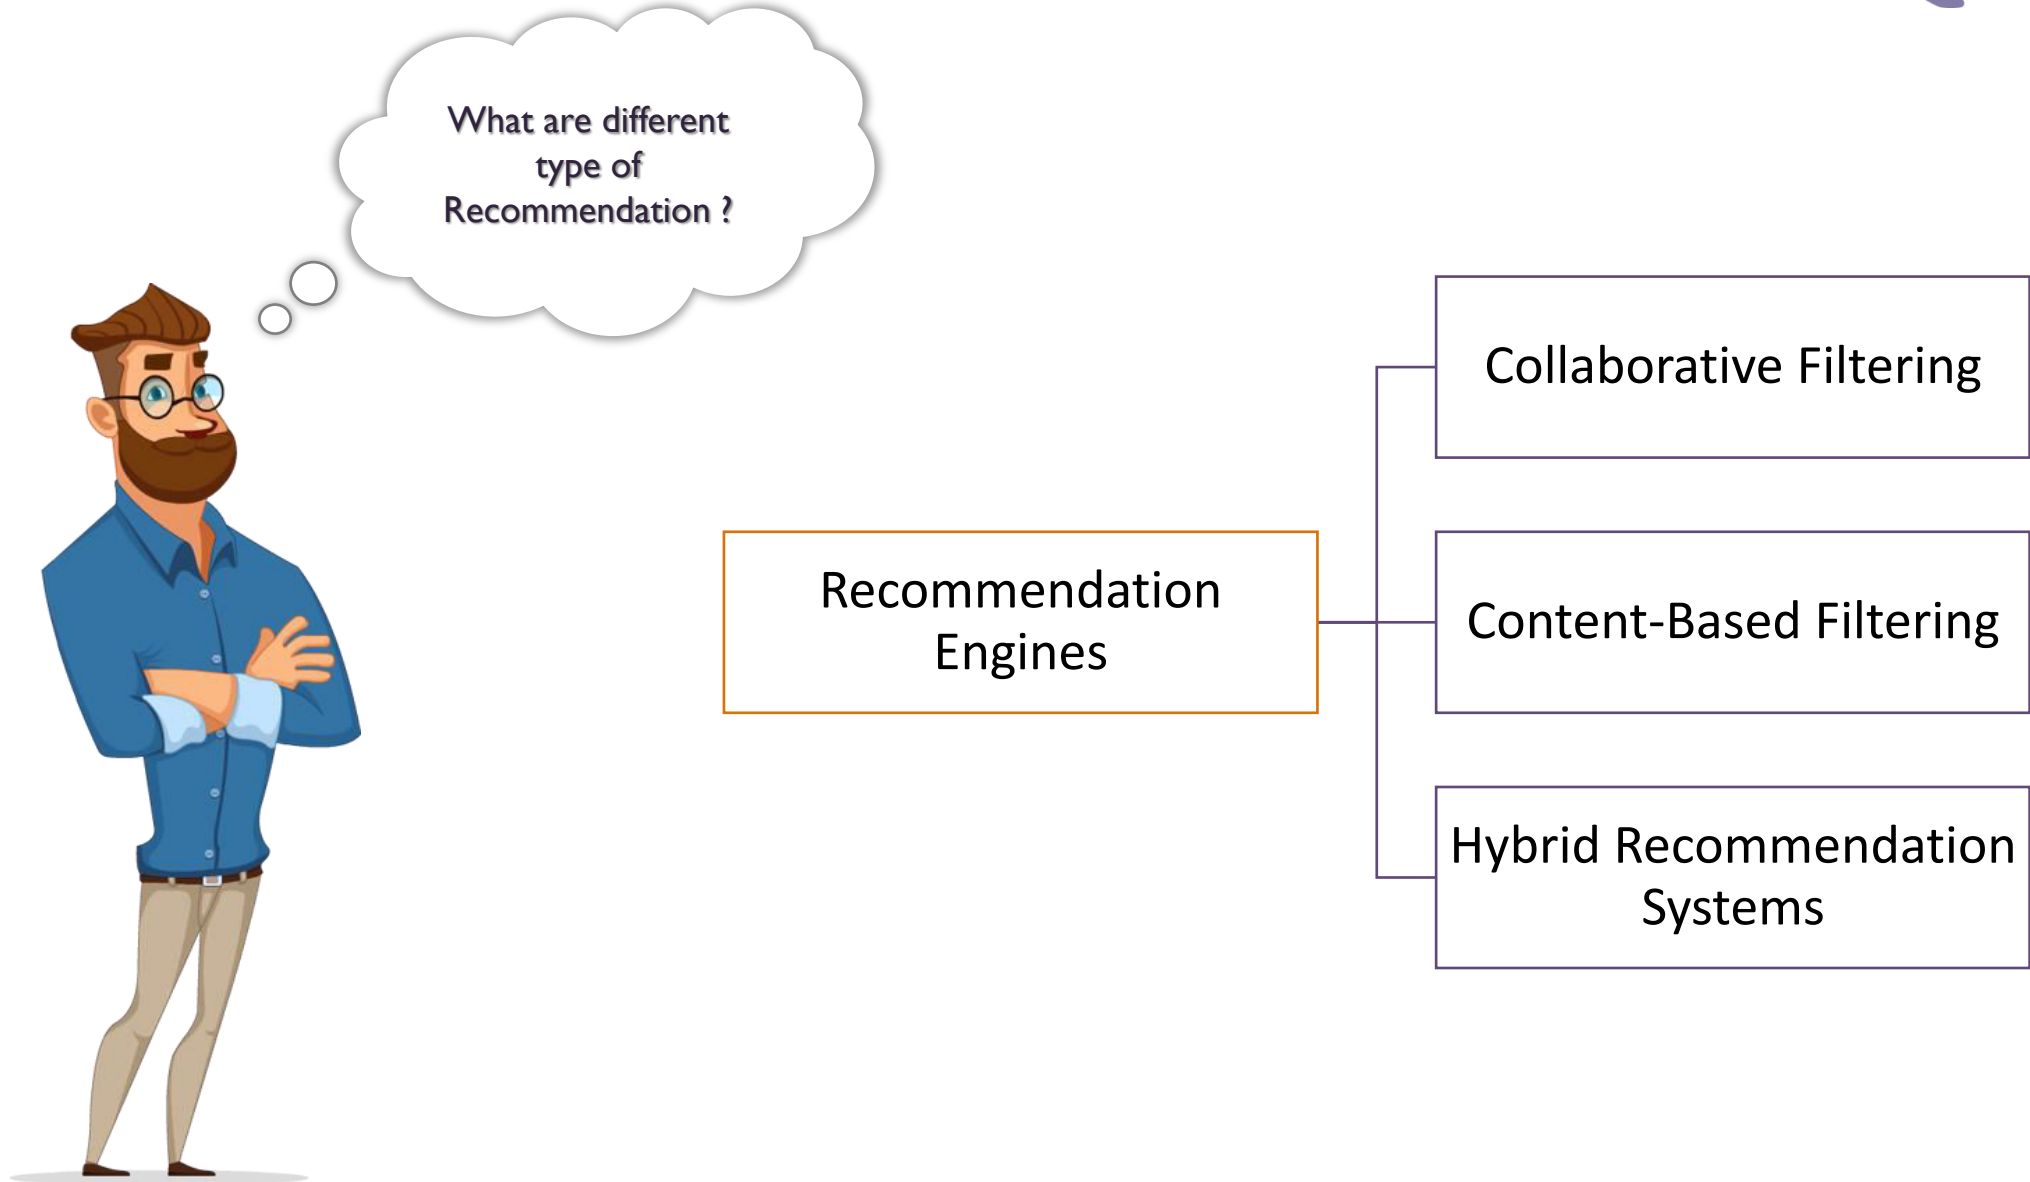 What are different
type of
Recommendation ?
Recommendation
Engines
Collaborative Filtering
Content-Based Filtering
Hybrid Recommendation
Systems